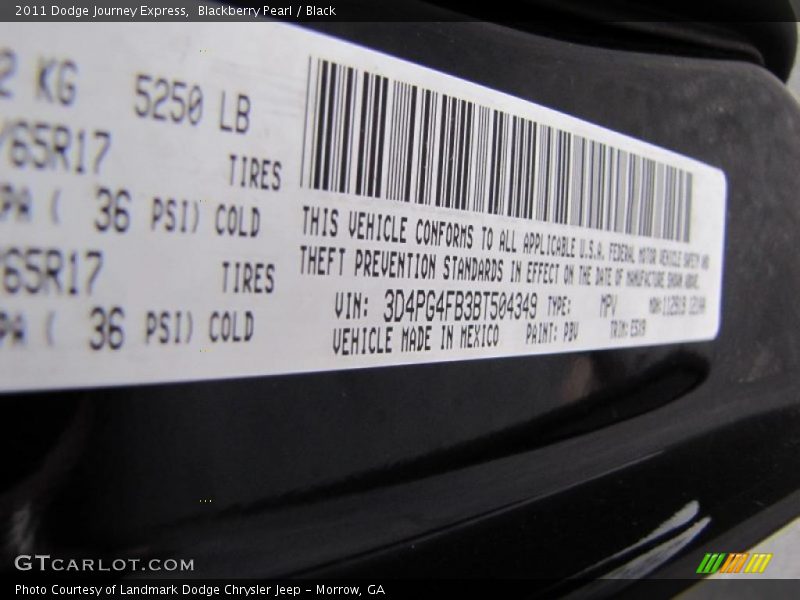 2011 Dodge Journey Express, Blackberry Pearl / Black
2 KG 5250 LB
/65R17 TIRES
PA ( 36 PSI) COLD
/65R17 TIRES
PA ( 36 PSI) COLD
THIS VEHICLE CONFORMS TO ALL APPLICABLE U.S.A. FEDERAL MOTOR VEHICLE SAFETY AND
THEFT PREVENTION STANDARDS IN EFFECT ON THE DATE OF MANUFACTURE SHOWN ABOVE.
VIN: 3D4PG4FB3BT504349 TYPE: MPV MDH:
VEHICLE MADE IN MEXICO PAINT: PBV TRIM: E5X9
GTCARLOT.COM
Photo Courtesy of Landmark Dodge Chrysler Jeep - Morrow, GA